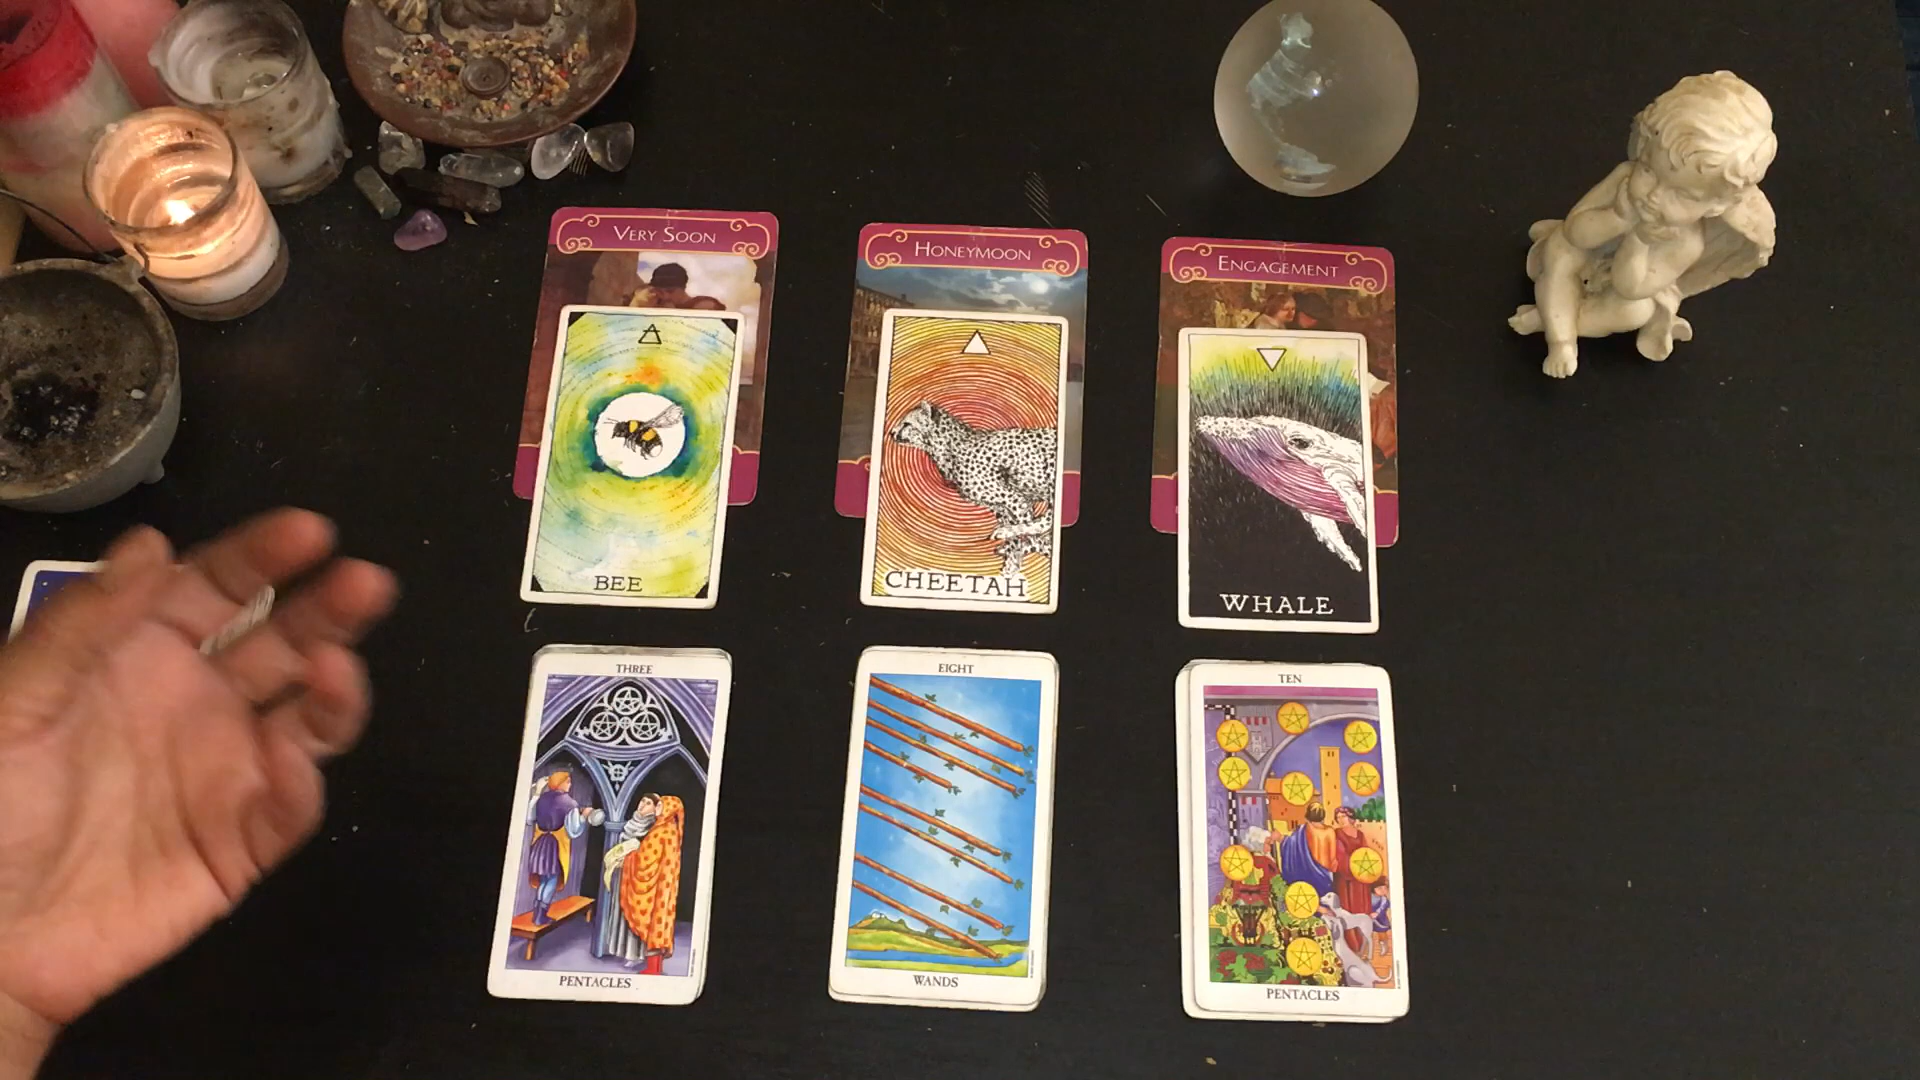 VERY SOON
HONEYMOON
ENGAGEMENT
BEE
CHEETAH
WHALE
THREE
PENTACLES
EIGHT
WANDS
TEN
PENTACLES